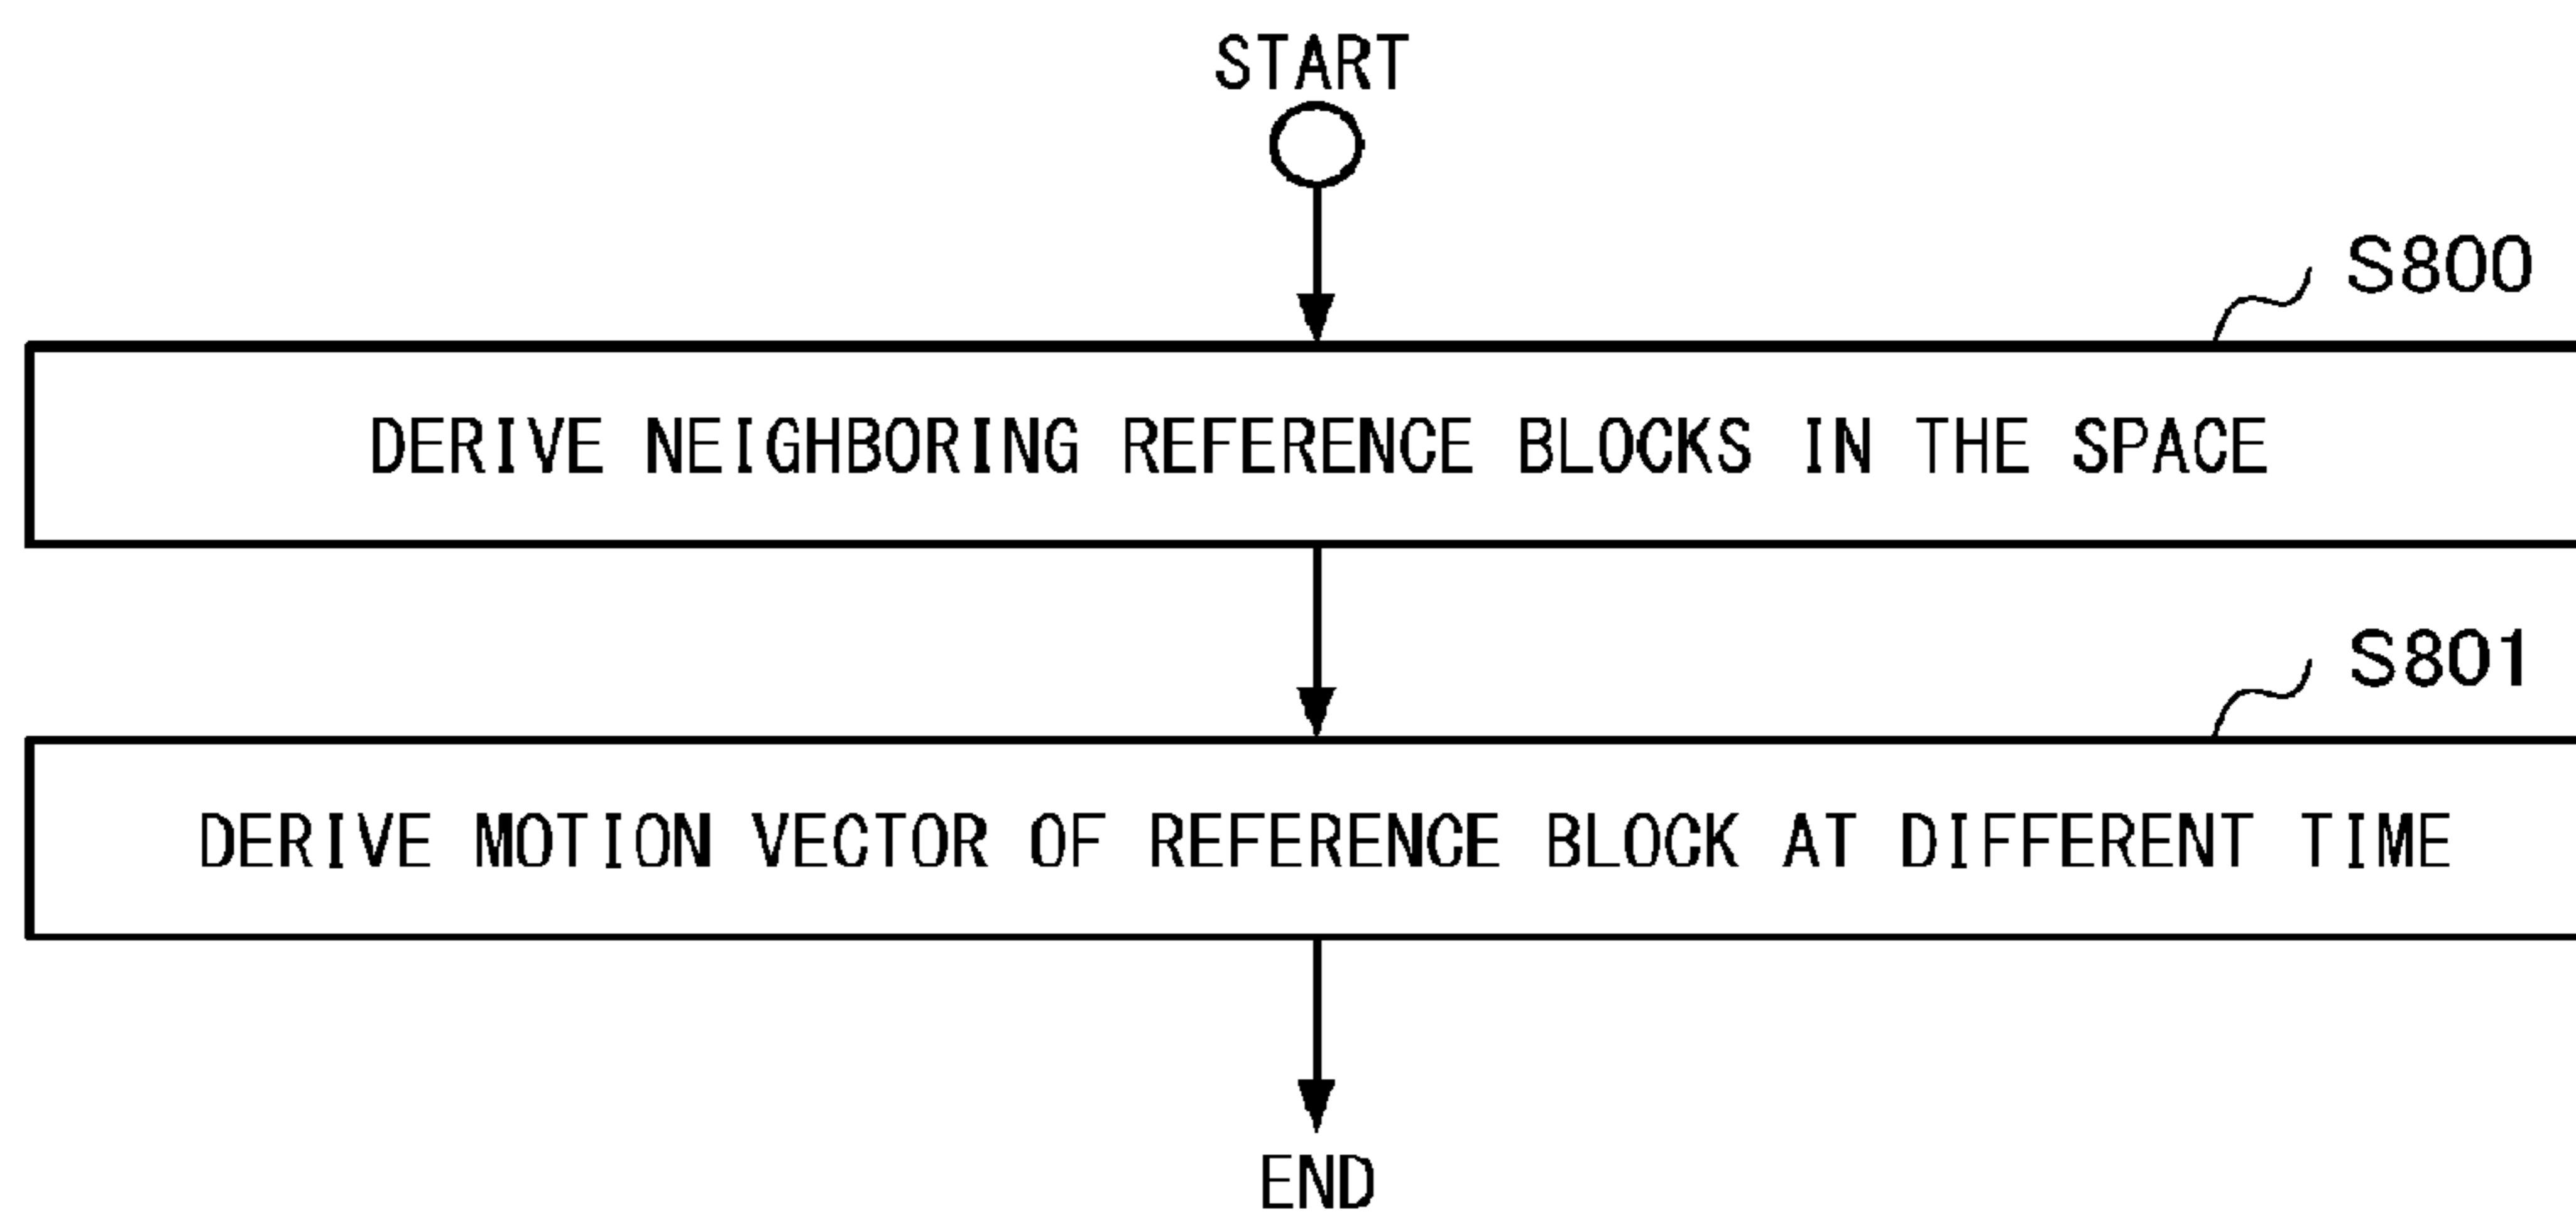 START
S800
DERIVE NEIGHBORING REFERENCE BLOCKS IN THE SPACE
S801
DERIVE MOTION VECTOR OF REFERENCE BLOCK AT DIFFERENT TIME
END